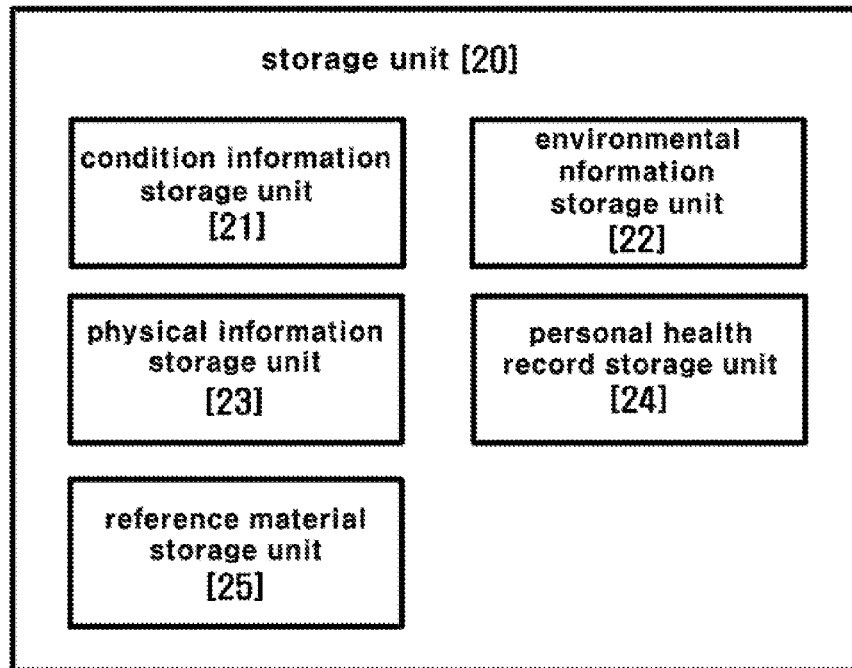 storage unit [20]
condition information
storage unit
[21]
environmental
nformation
storage unit
[22]
physical information
storage unit
[23]
personal health
record storage unit
[24]
reference material
storage unit
[25]